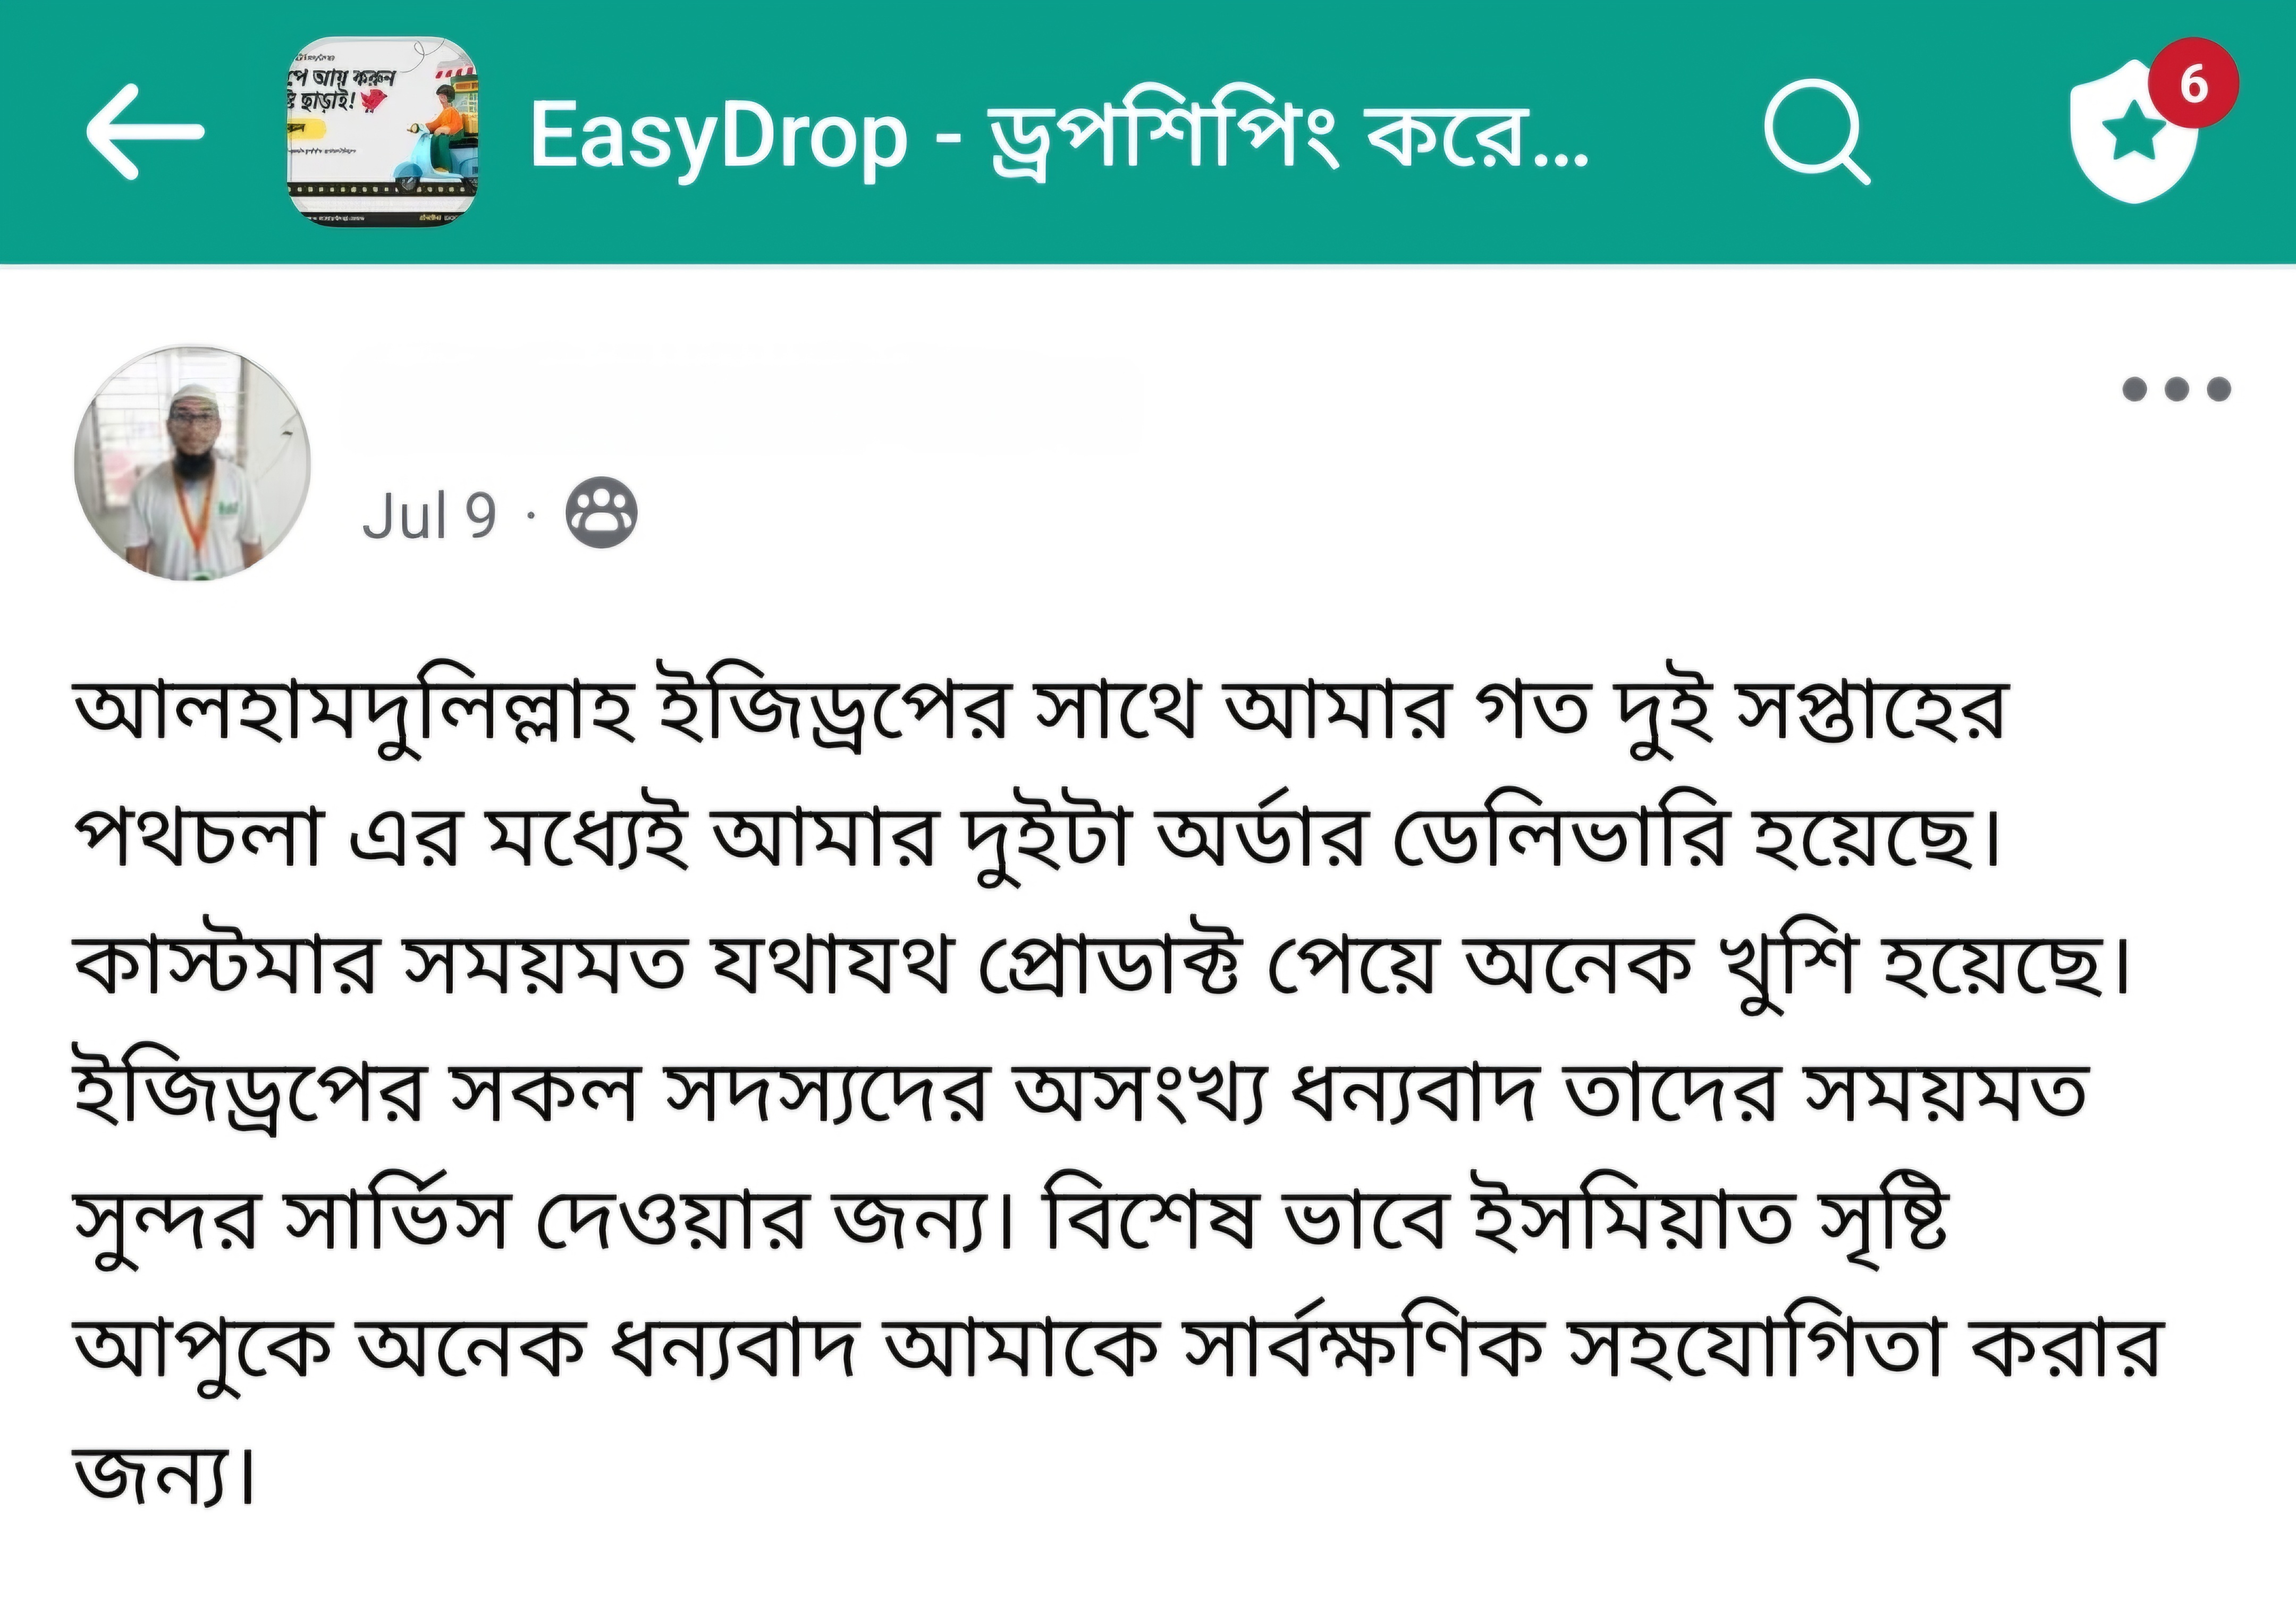 পে আয় করুন
ছাড়াই!
EasyDrop - ড্রপশিপিং করে...
6
Jul 9 ·
আলহামদুলিল্লাহ ইজিড্রপের সাথে আমার গত দুই সপ্তাহের
পথচলা এর মধ্যেই আমার দুইটা অর্ডার ডেলিভারি হয়েছে।
কাস্টমার সময়মত যথাযথ প্রোডাক্ট পেয়ে অনেক খুশি হয়েছে।
ইজিড্রপের সকল সদস্যদের অসংখ্য ধন্যবাদ তাদের সময়মত
সুন্দর সার্ভিস দেওয়ার জন্য। বিশেষ ভাবে ইসমিয়াত সৃষ্টি
আপুকে অনেক ধন্যবাদ আমাকে সার্বক্ষণিক সহযোগিতা করার
জন্য।